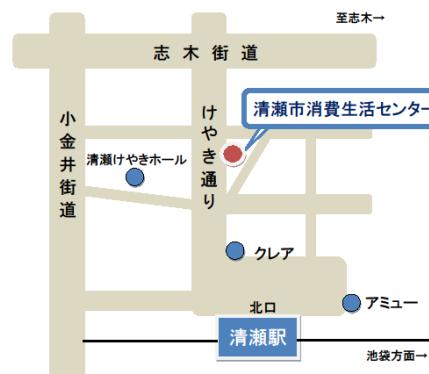 至志木→
志木街道
清瀬市消費生活センター
小金井街道
けやき通り
清瀬けやきホール
クレア
北口
アミュー
清瀬駅
池袋方面→